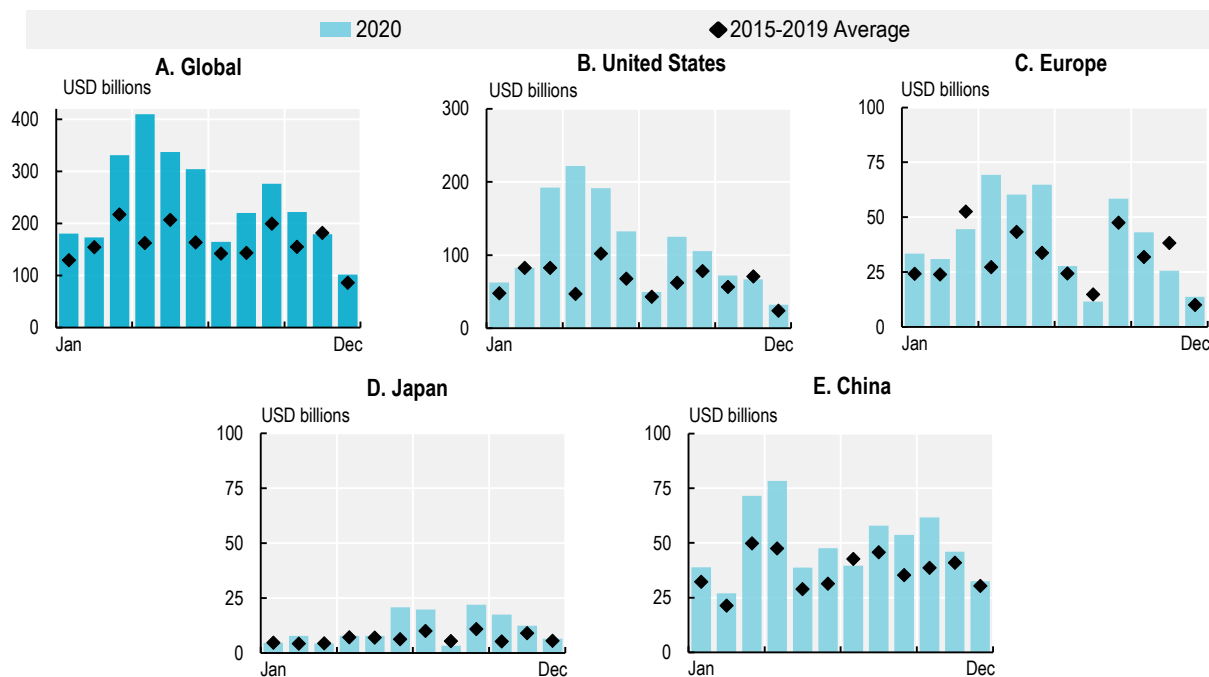 2020
2015-2019 Average
A. Global
USD billions
400
300
200
100
0
Jan
Dec
B. United States
USD billions
300
200
100
0
Jan
Dec
C. Europe
USD billions
100
75
50
25
0
Jan
Dec
D. Japan
USD billions
100
75
50
25
0
Jan
Dec
E. China
USD billions
100
75
50
25
0
Jan
Dec